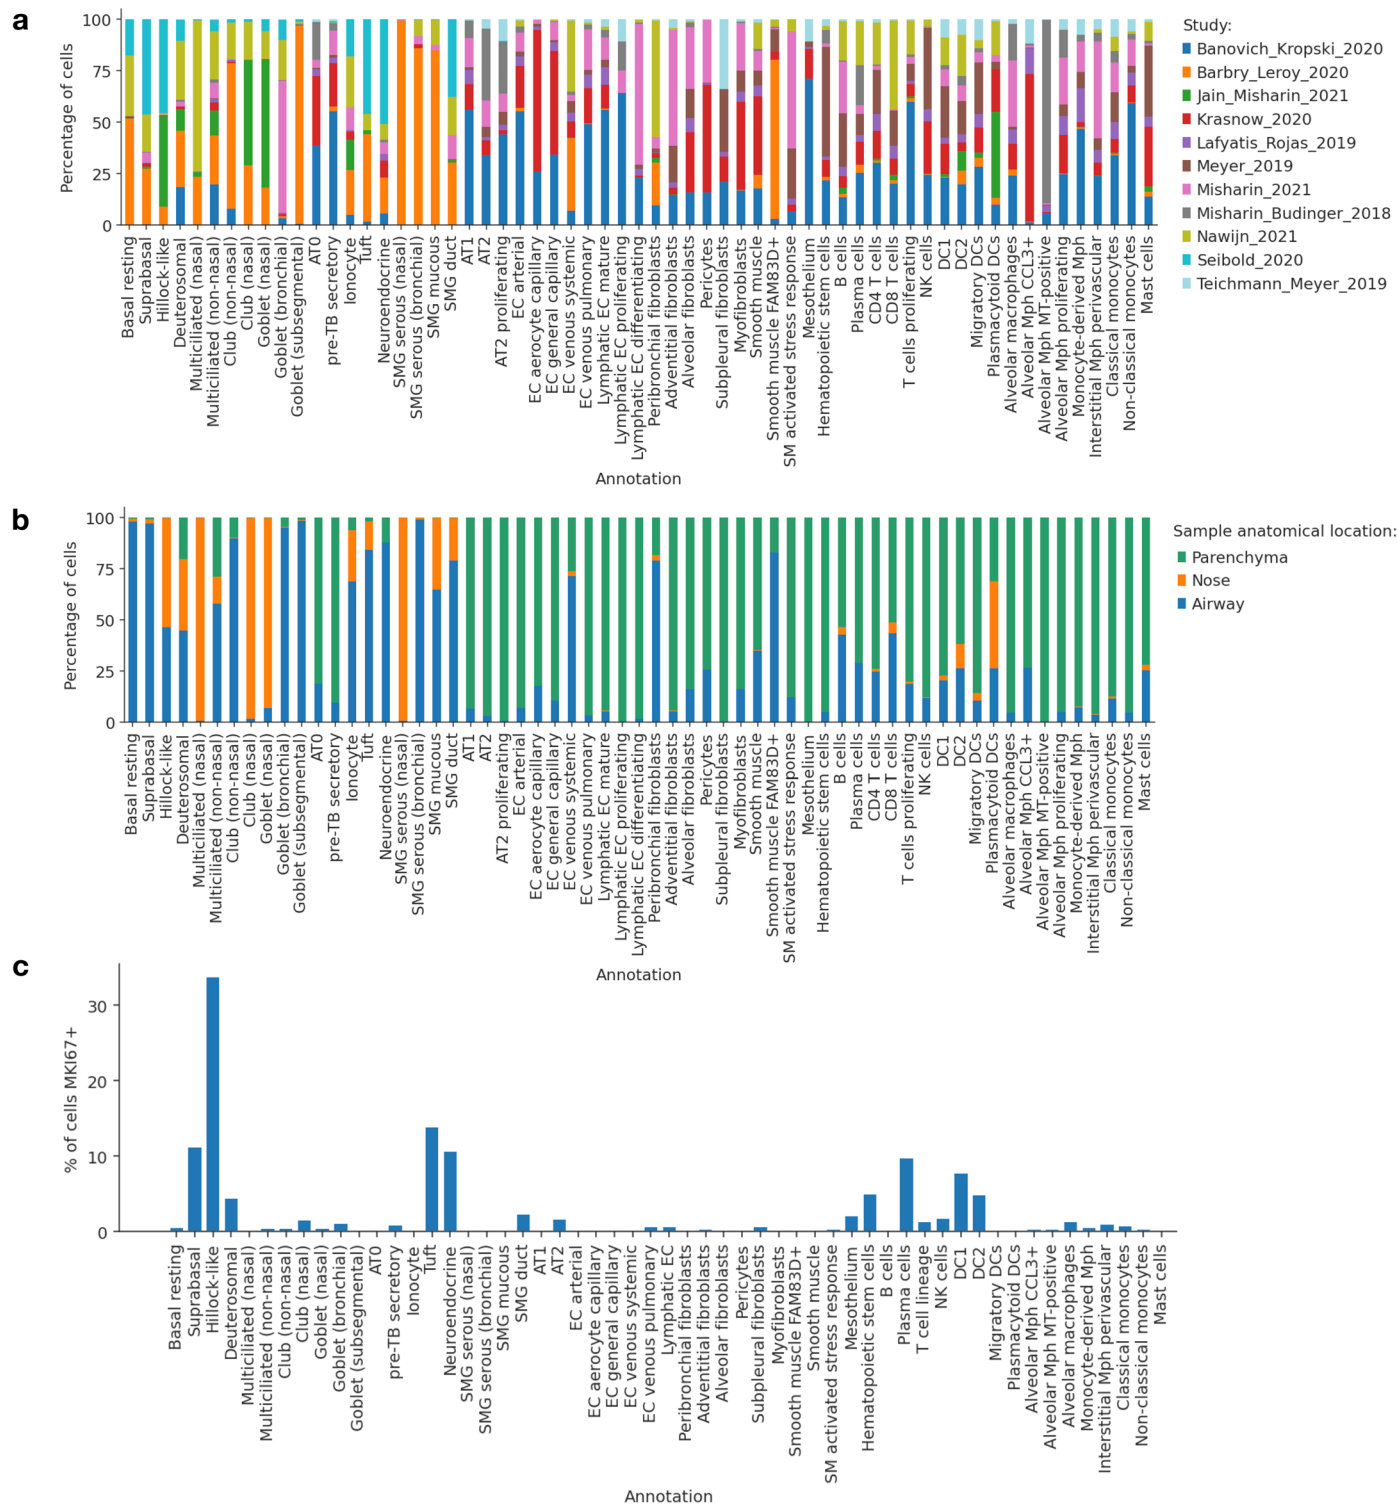 a
Percentage of cells
100
75
50
25
0
Basal resting
Suprabasal
Hillock-like
Deuterosomal
Multiciliated (nasal)
Multiciliated (non-nasal)
Club (non-nasal)
Club (nasal)
Goblet (nasal)
Goblet (bronchial)
Goblet (subsegmental)
AT0
pre-TB secretory
Ionocyte
Tuft
Neuroendocrine
SMG serous (nasal)
SMG serous (bronchial)
SMG mucous
SMG duct
AT1
AT2
AT2 proliferating
EC arterial
EC aerocyte capillary
EC general capillary
EC venous systemic
EC venous pulmonary
Lymphatic EC mature
Lymphatic EC proliferating
Lymphatic EC differentiating
Peribronchial fibroblasts
Adventitial fibroblasts
Alveolar fibroblasts
Pericytes
Subpleural fibroblasts
Myofibroblasts
Smooth muscle
Smooth muscle FAM83D+
SM activated stress response
Mesothelium
Hematopoietic stem cells
B cells
Plasma cells
CD4 T cells
CD8 T cells
T cells proliferating
NK cells
DC1
DC2
Migratory DCs
Plasmacytoid DCs
Alveolar macrophages
Alveolar Mph CCL3+
Alveolar Mph MT-positive
Alveolar Mph proliferating
Monocyte-derived Mph
Interstitial Mph perivascular
Classical monocytes
Non-classical monocytes
Mast cells
Annotation
Study:
Banovich_Kropski_2020
Barbry_Leroy_2020
Jain_Misharin_2021
Krasnow_2020
Lafyatis_Rojas_2019
Meyer_2019
Misharin_2021
Misharin_Budinger_2018
Nawijn_2021
Seibold_2020
Teichmann_Meyer_2019
b
Percentage of cells
100
75
50
25
0
Basal resting
Suprabasal
Hillock-like
Deuterosomal
Multiciliated (nasal)
Multiciliated (non-nasal)
Club (non-nasal)
Club (nasal)
Goblet (nasal)
Goblet (bronchial)
Goblet (subsegmental)
AT0
pre-TB secretory
Ionocyte
Tuft
Neuroendocrine
SMG serous (nasal)
SMG serous (bronchial)
SMG mucous
SMG duct
AT1
AT2
AT2 proliferating
EC arterial
EC aerocyte capillary
EC general capillary
EC venous systemic
EC venous pulmonary
Lymphatic EC mature
Lymphatic EC proliferating
Lymphatic EC differentiating
Peribronchial fibroblasts
Adventitial fibroblasts
Alveolar fibroblasts
Pericytes
Subpleural fibroblasts
Myofibroblasts
Smooth muscle
Smooth muscle FAM83D+
SM activated stress response
Mesothelium
Hematopoietic stem cells
B cells
Plasma cells
CD4 T cells
CD8 T cells
T cells proliferating
NK cells
DC1
DC2
Migratory DCs
Plasmacytoid DCs
Alveolar macrophages
Alveolar Mph CCL3+
Alveolar Mph MT-positive
Alveolar Mph proliferating
Monocyte-derived Mph
Interstitial Mph perivascular
Classical monocytes
Non-classical monocytes
Mast cells
Annotation
Sample anatomical location:
Parenchyma
Nose
Airway
c
% of cells MKI67+
30
20
10
0
Basal resting
Suprabasal
Hillock-like
Deuterosomal
Multiciliated (nasal)
Multiciliated (non-nasal)
Club (non-nasal)
Club (nasal)
Goblet (nasal)
Goblet (bronchial)
Goblet (subsegmental)
AT0
pre-TB secretory
Ionocyte
Tuft
Neuroendocrine
SMG serous (nasal)
SMG serous (bronchial)
SMG mucous
SMG duct
AT1
AT2
EC arterial
EC aerocyte capillary
EC general capillary
EC venous systemic
EC venous pulmonary
Lymphatic EC
Peribronchial fibroblasts
Adventitial fibroblasts
Alveolar fibroblasts
Pericytes
Subpleural fibroblasts
Myofibroblasts
Smooth muscle FAM83D+
Smooth muscle
SM activated stress response
Mesothelium
Hematopoietic stem cells
B cells
Plasma cells
T cell lineage
NK cells
DC1
DC2
Migratory DCs
Plasmacytoid DCs
Alveolar Mph CCL3+
Alveolar Mph MT-positive
Alveolar macrophages
Monocyte-derived Mph
Interstitial Mph perivascular
Classical monocytes
Non-classical monocytes
Mast cells
Annotation